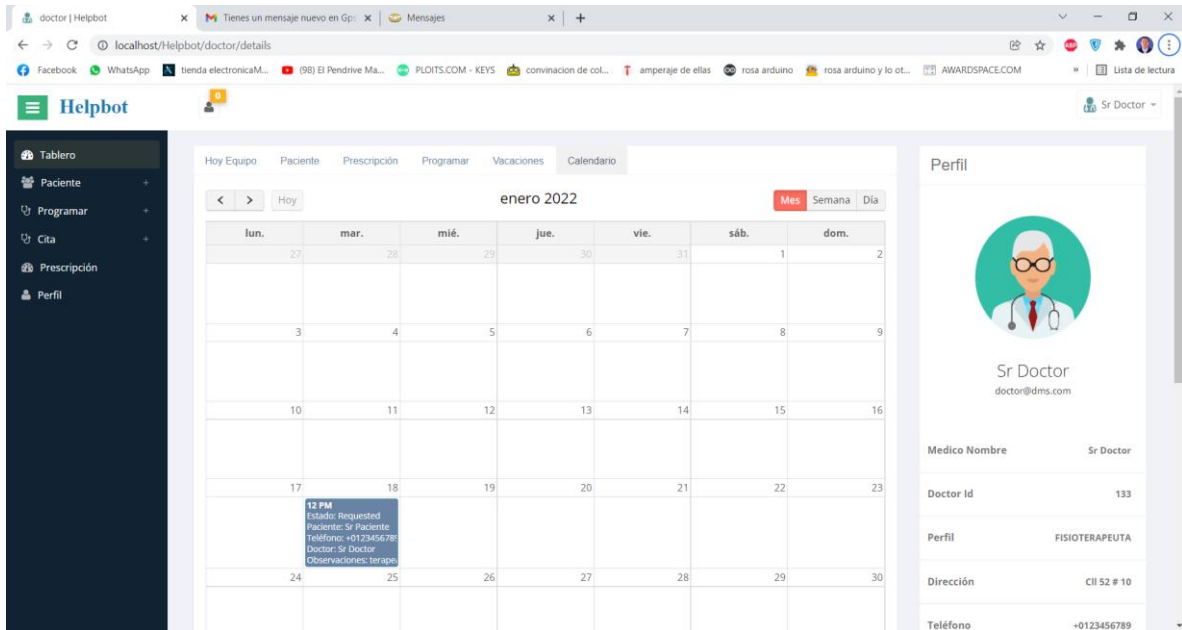 doctor | Helpbot
Tienes un mensaje nuevo en Gps
Mensajes
localhost/Helpbot/doctor/details
Facebook WhatsApp tienda electronicaM... (98) El Pendrive Ma... PLOITS.COM - KEYS convinacion de col... amperaje de ellas rosa arduino rosa arduino y lo ot... AWARDSPACE.COM » Lista de lectura
Helpbot
0
Sr Doctor
Tablero
Paciente +
Programar +
Cita +
Prescripción
Perfil
Hoy Equipo Paciente Prescripción Programar Vacaciones Calendario
< > Hoy enero 2022 Mes Semana Día
lun. mar. mié. jue. vie. sáb. dom.
27 28 29 30 31 1 2
3 4 5 6 7 8 9
10 11 12 13 14 15 16
17 18 19 20 21 22 23
12 PM
Estado: Requested
Paciente: Sr Paciente
Teléfono: +012345678
Doctor: Sr Doctor
Observaciones: terape
24 25 26 27 28 29 30
Perfil
Sr Doctor
doctor@dms.com
Medico Nombre Sr Doctor
Doctor Id 133
Perfil FISIOTERAPEUTA
Dirección Cll 52 # 10
Teléfono +0123456789